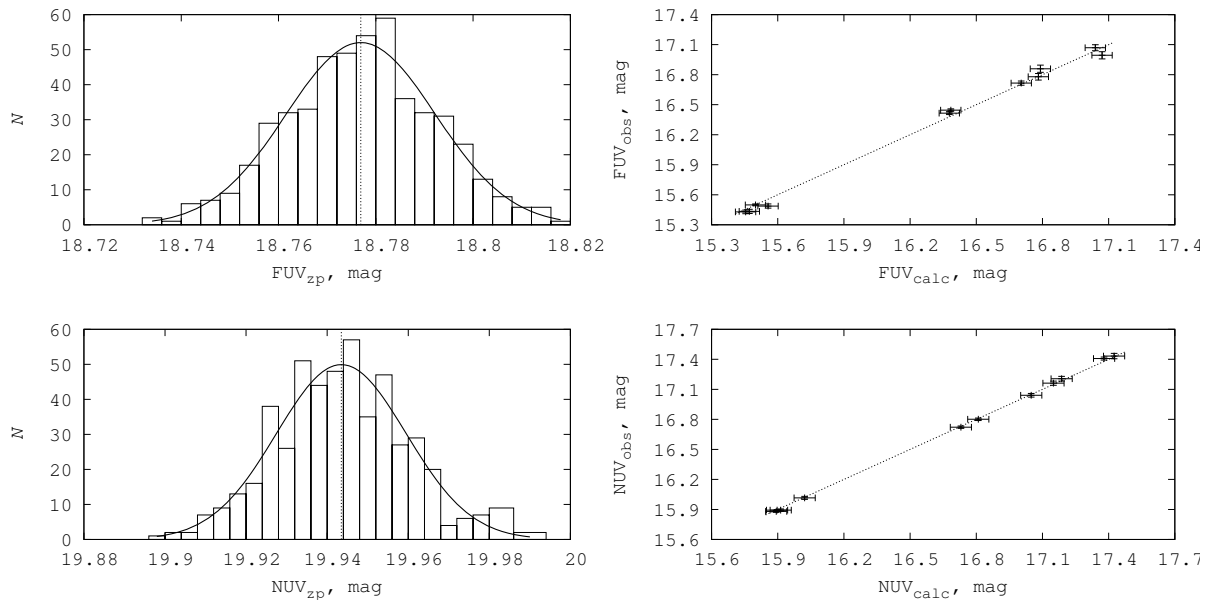 60
50
40
30
20
10
0
N
18.72 18.74 18.76 18.78 18.8 18.82
FUVzp, mag
17.4
17.1
16.8
16.5
16.2
15.9
15.6
15.3
FUVobs, mag
15.3 15.6 15.9 16.2 16.5 16.8 17.1 17.4
FUVcalc, mag
60
50
40
30
20
10
0
N
19.88 19.9 19.92 19.94 19.96 19.98 20
NUVzp, mag
17.7
17.4
17.1
16.8
16.5
16.2
15.9
15.6
NUVobs, mag
15.6 15.9 16.2 16.5 16.8 17.1 17.4 17.7
NUVcalc, mag